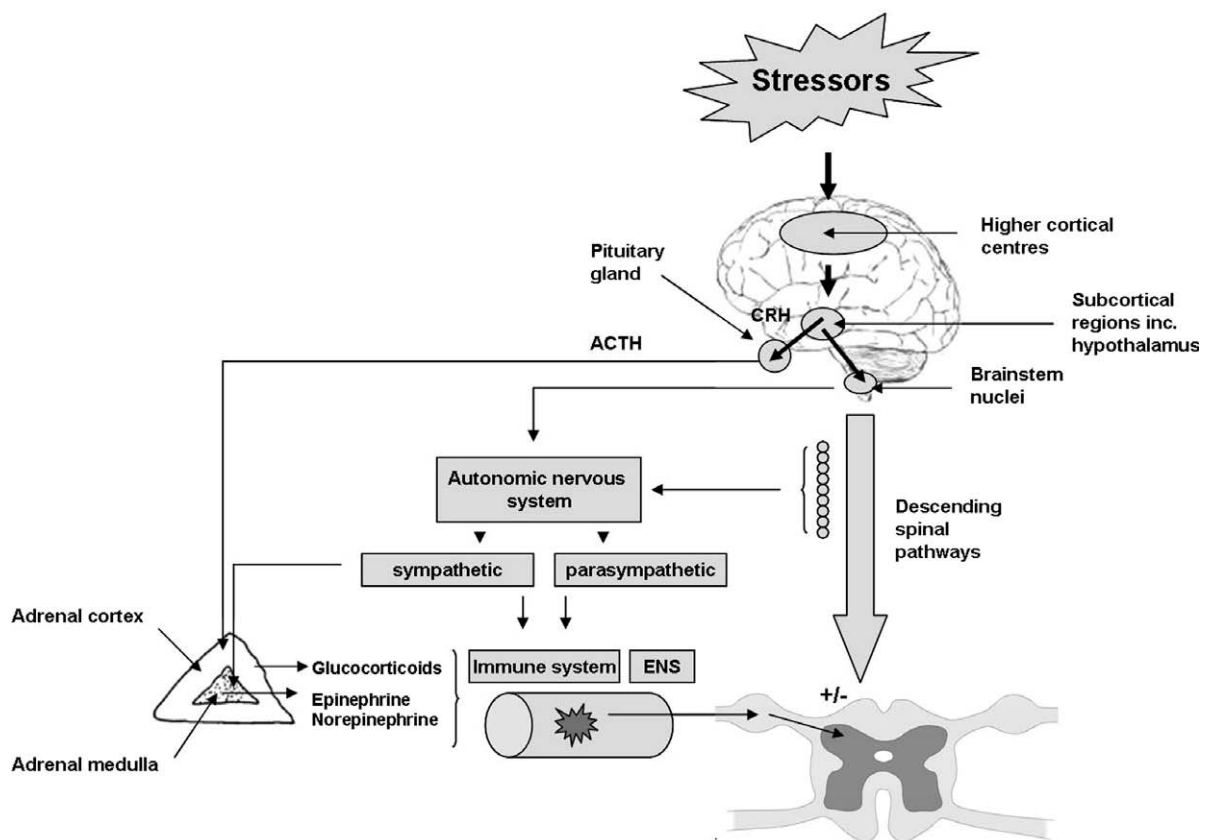 Stressors
Higher cortical
centres
Pituitary
gland
CRH
Subcortical
regions inc.
hypothalamus
ACTH
Brainstem
nuclei
Autonomic nervous
system
Descending
spinal
pathways
sympathetic
parasympathetic
Adrenal cortex
Glucocorticoids
Immune system
ENS
Epinephrine
Norepinephrine
+/-
Adrenal medulla